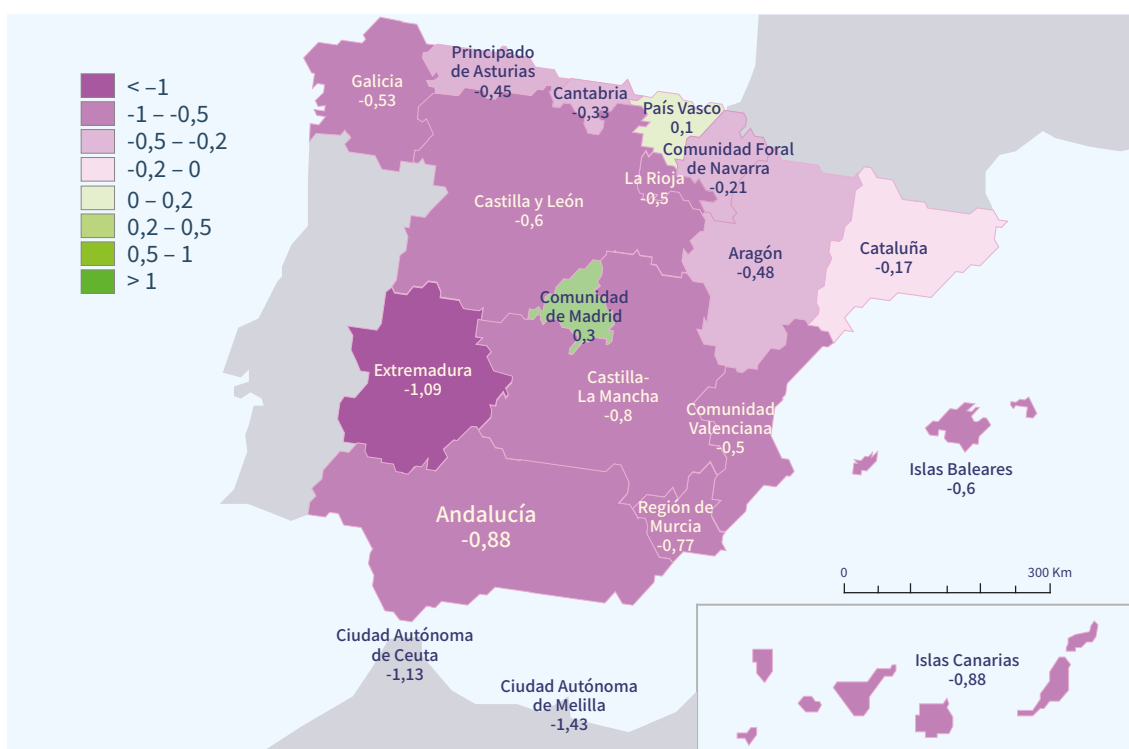 < –1
-1 – -0,5
-0,5 – -0,2
-0,2 – 0
0 – 0,2
0,2 – 0,5
0,5 – 1
> 1
Galicia
-0,53
Principado
de Asturias
-0,45
Cantabria
-0,33
País Vasco
0,1
Comunidad Foral
de Navarra
-0,21
La Rioja
-0,5
Castilla y León
-0,6
Aragón
-0,48
Cataluña
-0,17
Comunidad
de Madrid
0,3
Extremadura
-1,09
Castilla-
La Mancha
-0,8
Comunidad
Valenciana
-0,5
Islas Baleares
-0,6
Andalucía
-0,88
Región de
Murcia
-0,77
0 300 Km
Ciudad Autónoma
de Ceuta
-1,13
Ciudad Autónoma
de Melilla
-1,43
Islas Canarias
-0,88